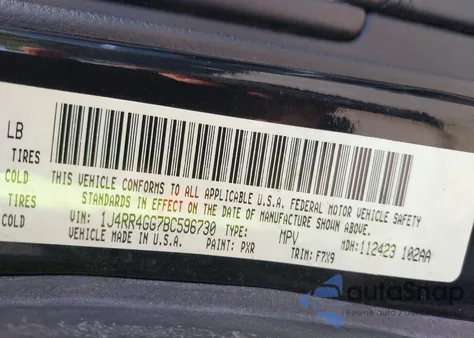 LB
TIRES
COLD
TIRES
COLD
THIS VEHICLE CONFORMS TO ALL APPLICABLE U.S.A. FEDERAL MOTOR VEHICLE SAFETY
STANDARDS IN EFFECT ON THE DATE OF MANUFACTURE SHOWN ABOVE.
VIN: 1J4RR4GG7BC596730 TYPE: MPV MDH: 112423 102AA
VEHICLE MADE IN U.S.A. PAINT: PXR TRIM: F7X9
autoSnap